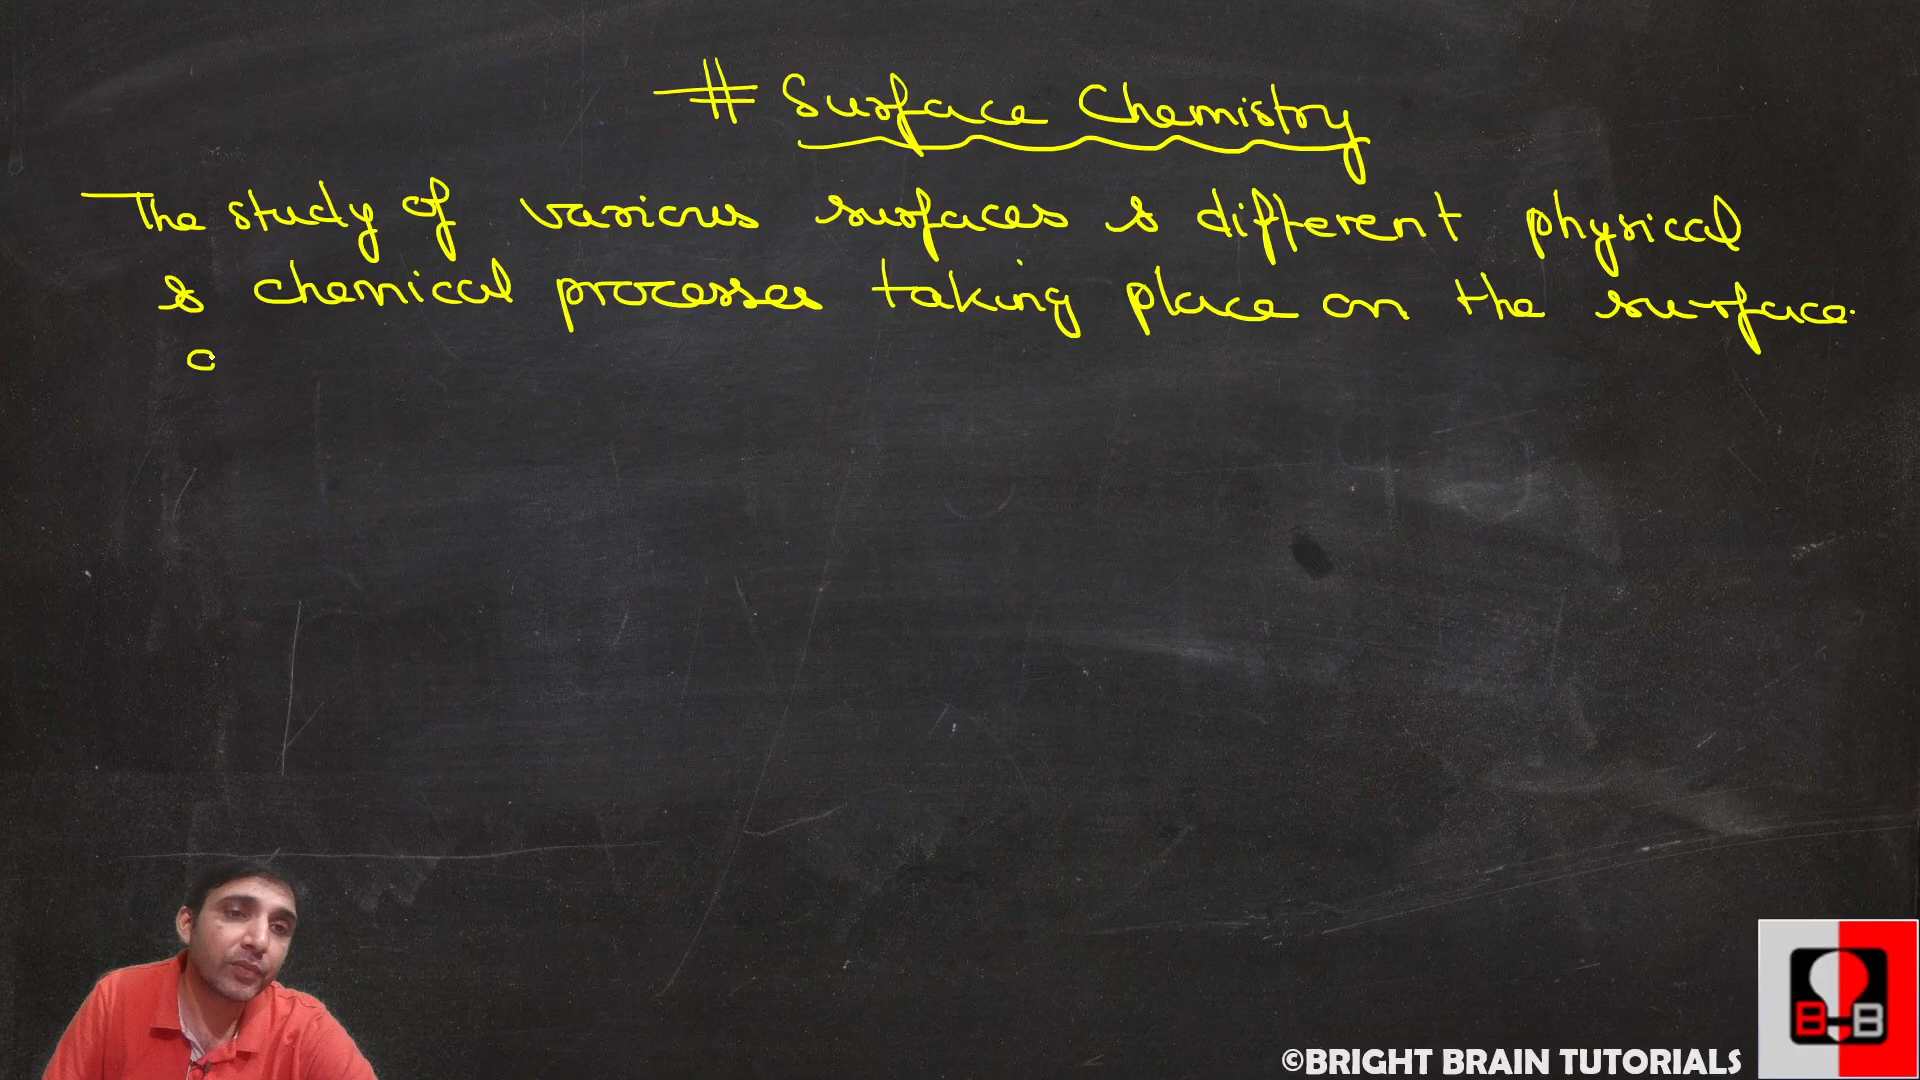 # Surface Chemistry
The study of various surfaces & different physical
& chemical processes taking place on the surface.
B B
©BRIGHT BRAIN TUTORIALS